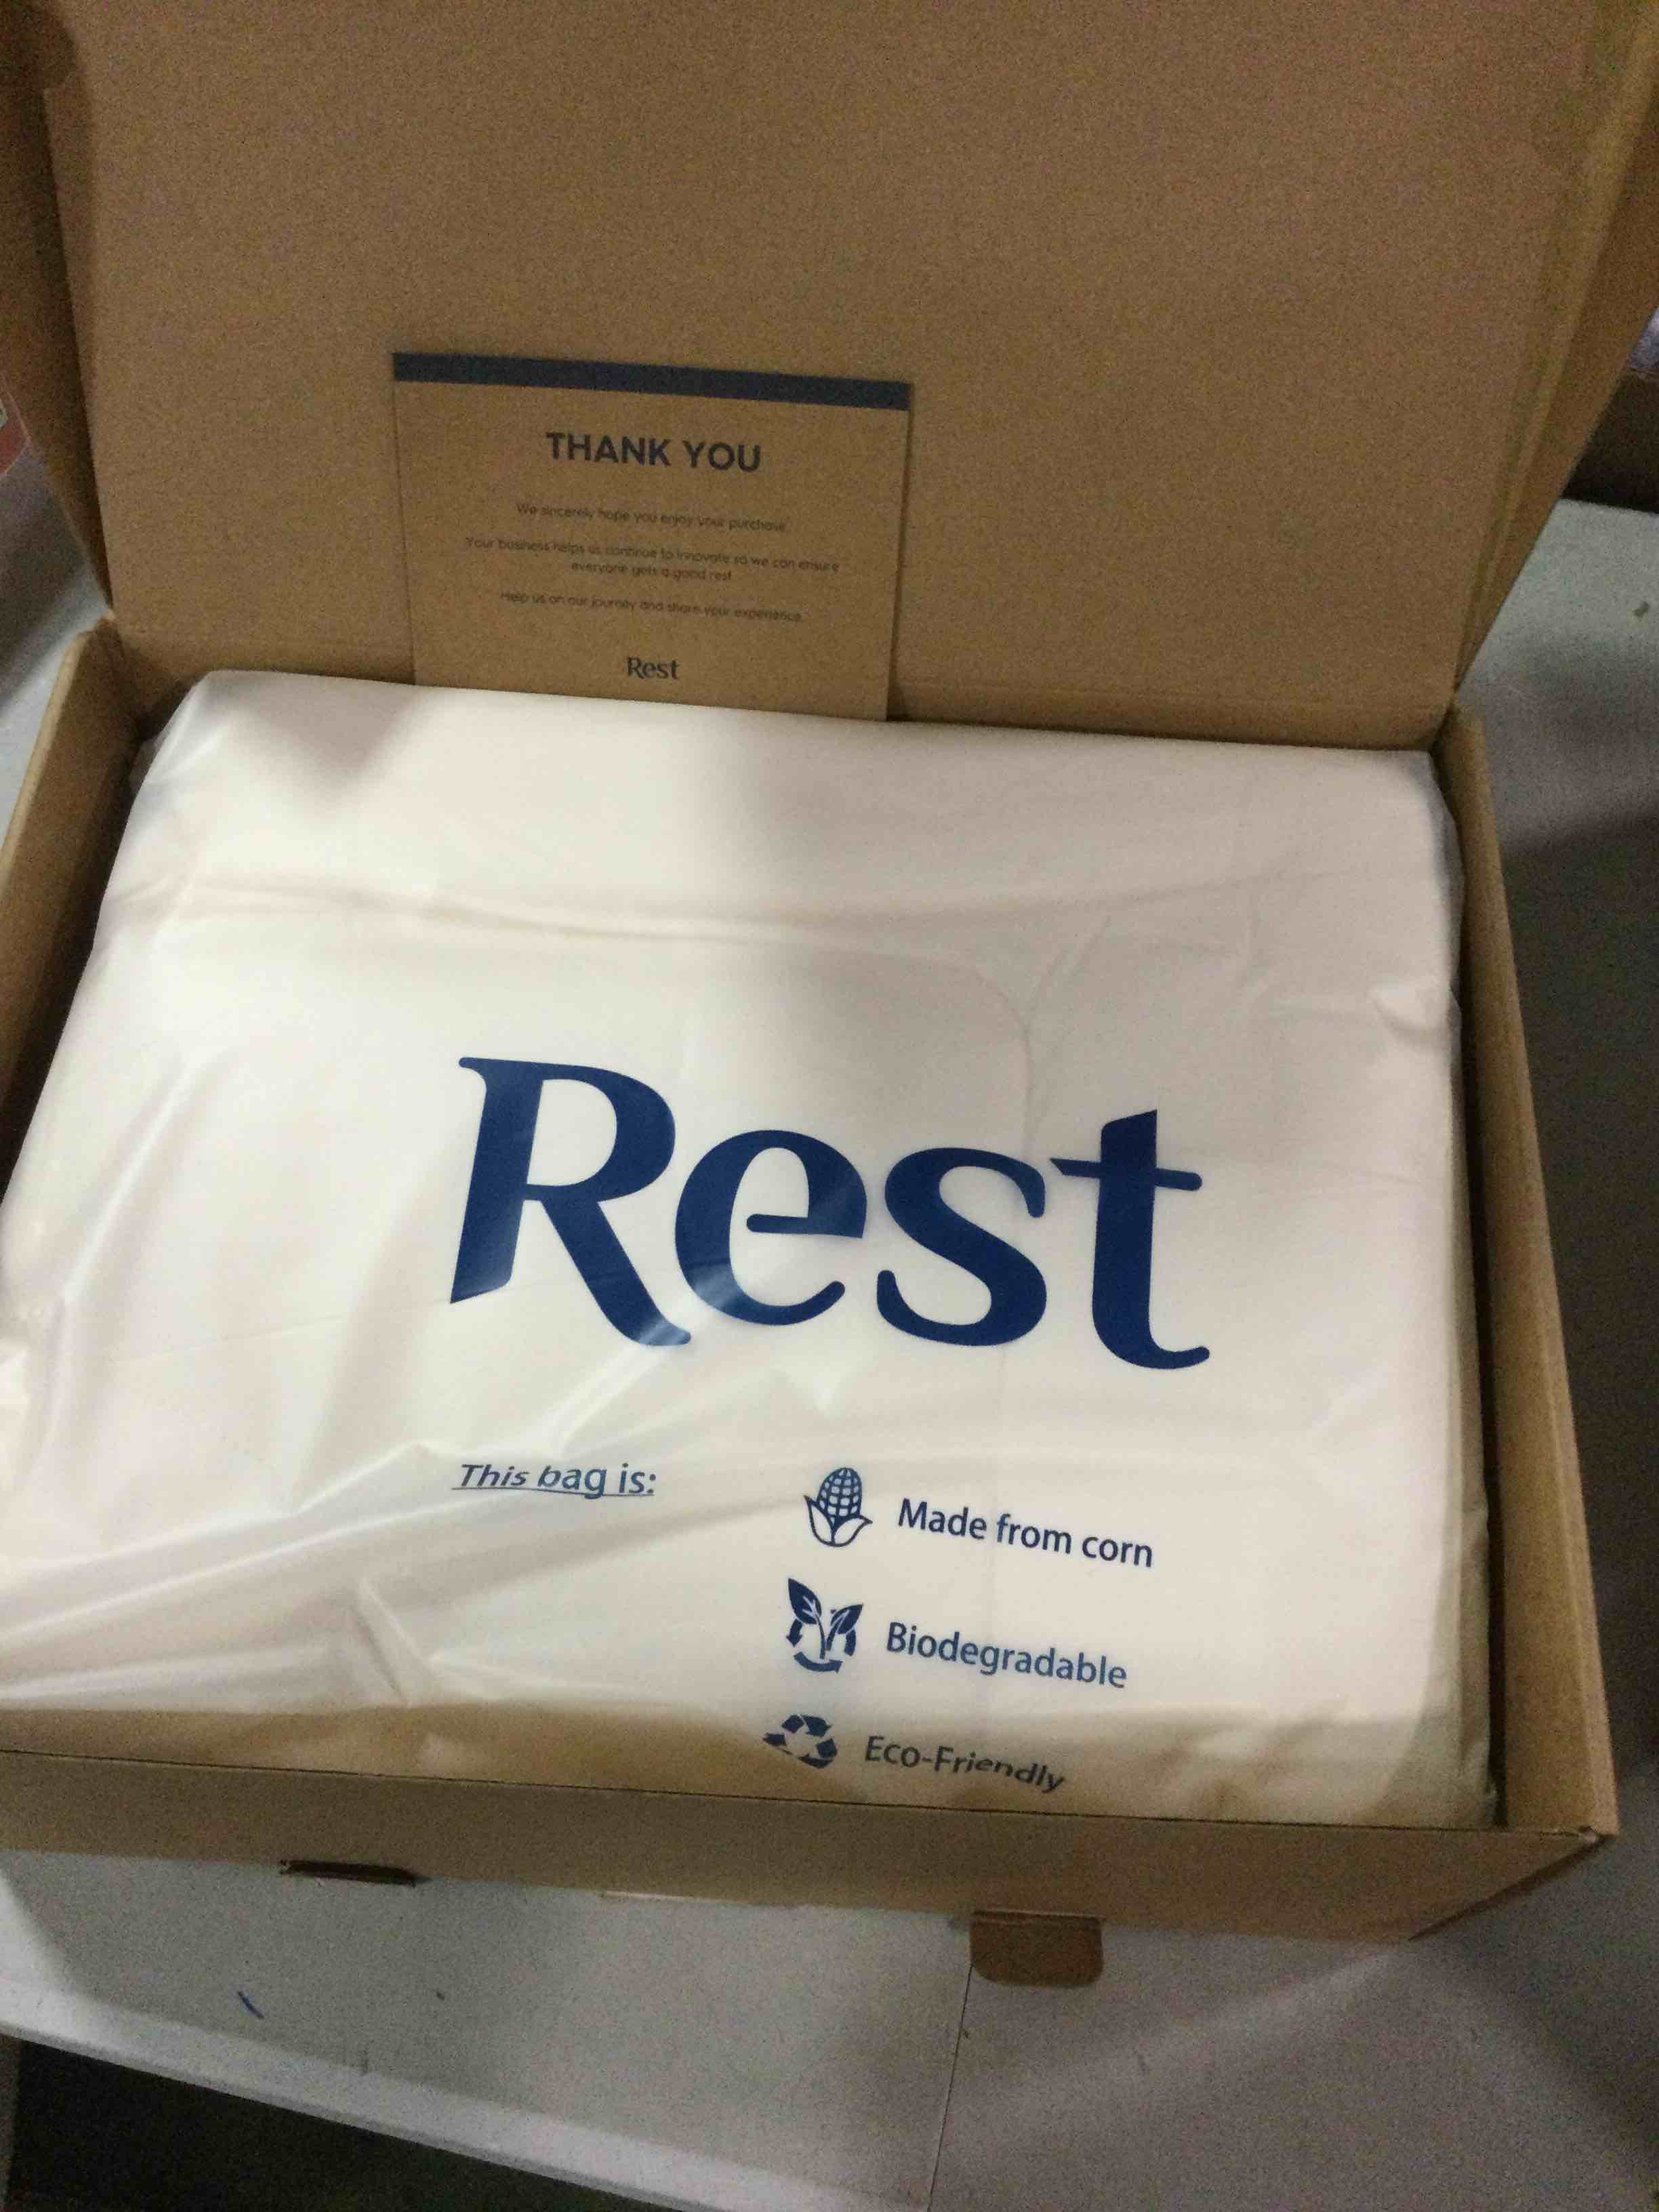 THANK YOU
We sincerely hope you enjoy your purchase.
Your business helps us continue to innovate so we can ensure
everyone gets a good rest
Help us on our journey and share your experience.
Rest
Rest
This bag is:
Made from corn
Biodegradable
Eco-Friendly